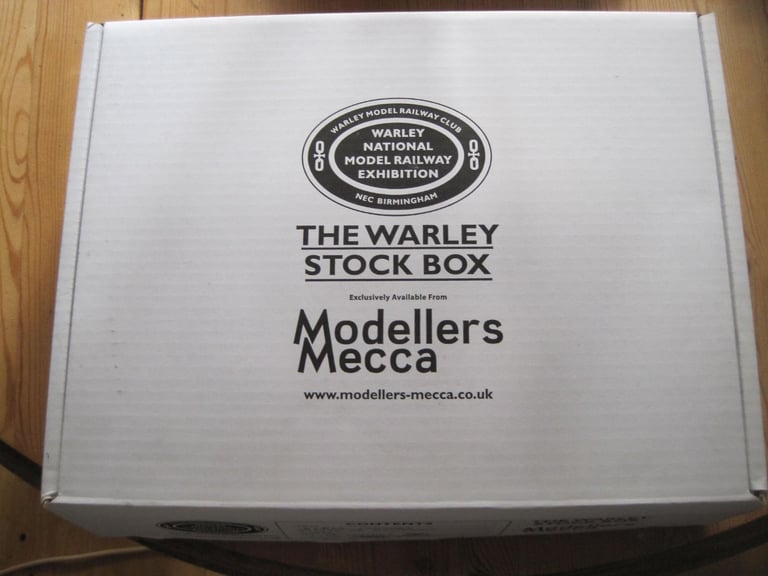 WARLEY MODEL RAILWAY CLUB
WARLEY
NATIONAL
MODEL RAILWAY
EXHIBITION
NEC BIRMINGHAM
THE WARLEY
STOCK BOX
Exclusively Available From
Modellers
Mecca
www.modellers-mecca.co.uk
CONTENTS
Modellers